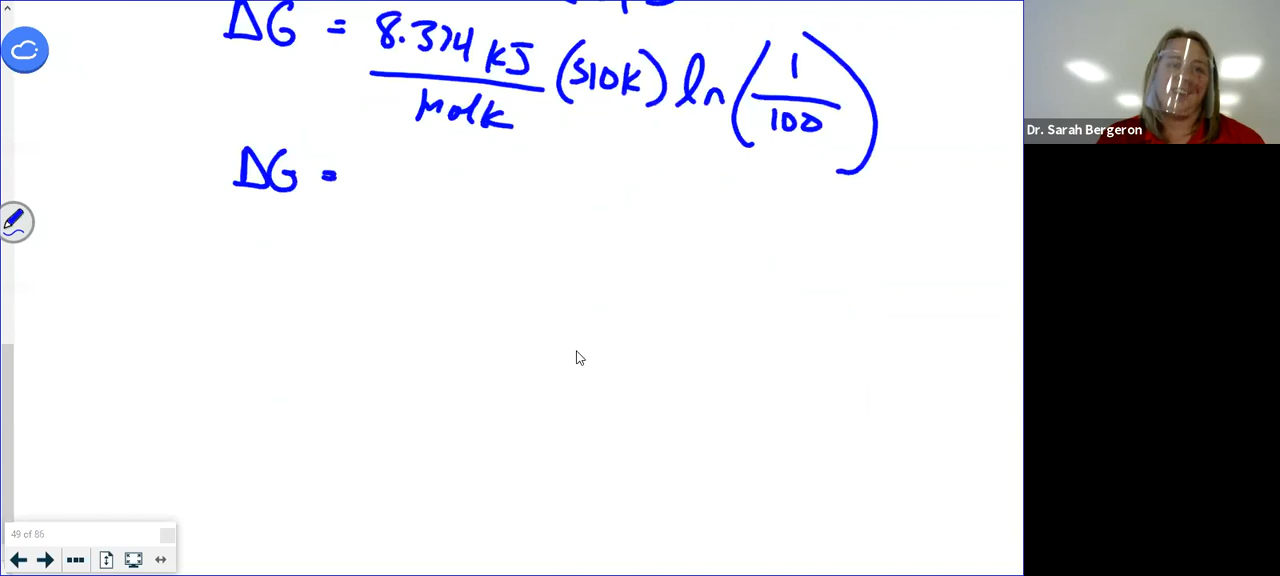 ΔG = 8.314 kJ (310K) ln ( 1
molK 100 )
ΔG =
Dr. Sarah Bergeron
49 of 86